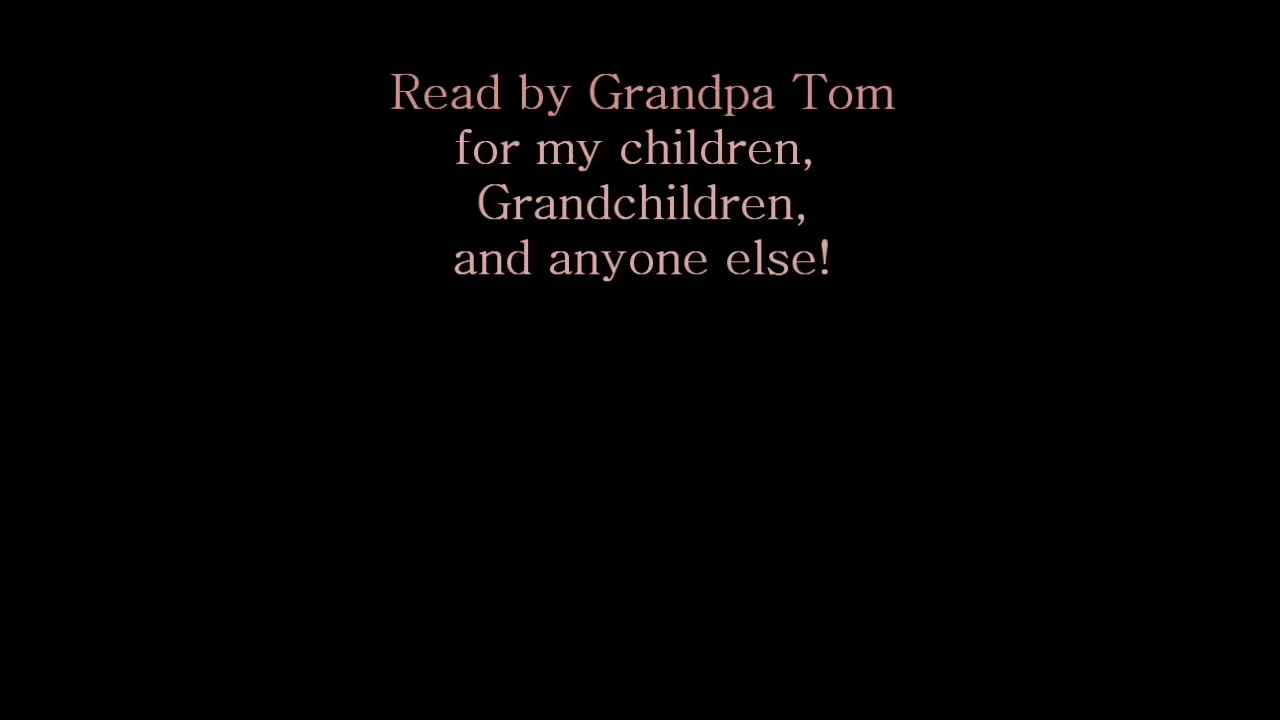 Read by Grandpa Tom
for my children,
Grandchildren,
and anyone else!